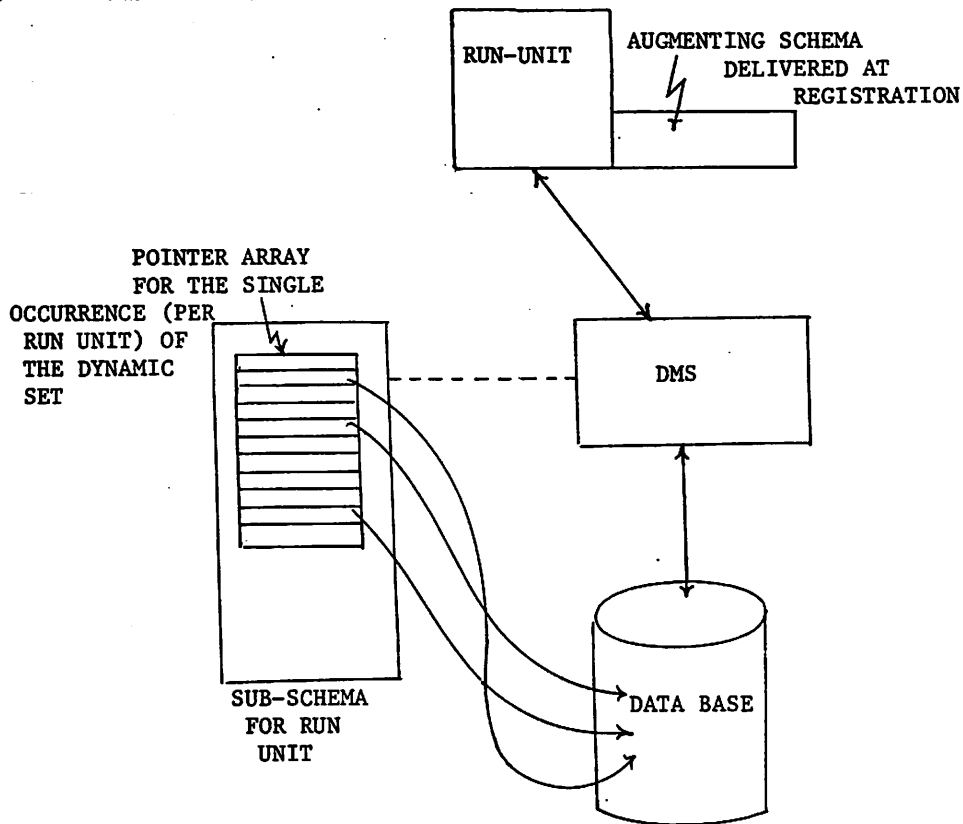 RUN-UNIT
AUGMENTING SCHEMA
DELIVERED AT
REGISTRATION
POINTER ARRAY
FOR THE SINGLE
OCCURRENCE (PER
RUN UNIT) OF
THE DYNAMIC
SET
DMS
SUB-SCHEMA
FOR RUN
UNIT
DATA BASE